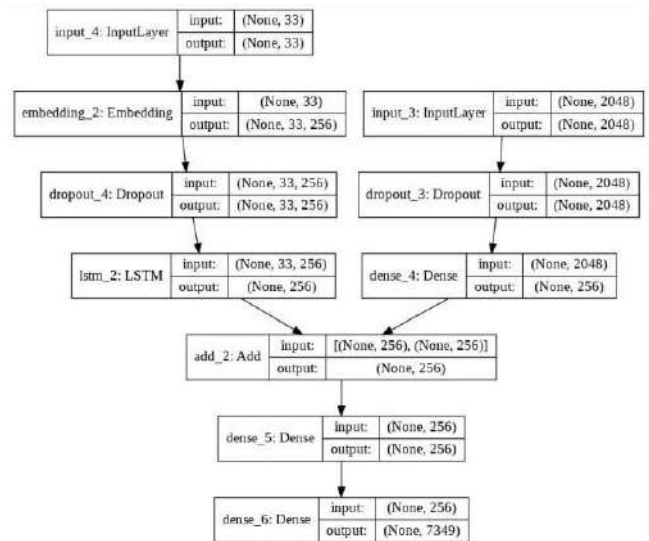 input_4: InputLayer input: (None, 33)
output: (None, 33)
embedding_2: Embedding input: (None, 33)
output: (None, 33, 256)
input_3: InputLayer input: (None, 2048)
output: (None, 2048)
dropout_4: Dropout input: (None, 33, 256)
output: (None, 33, 256)
dropout_3: Dropout input: (None, 2048)
output: (None, 2048)
lstm_2: LSTM input: (None, 33, 256)
output: (None, 256)
dense_4: Dense input: (None, 2048)
output: (None, 256)
add_2: Add input: [(None, 256), (None, 256)]
output: (None, 256)
dense_5: Dense input: (None, 256)
output: (None, 256)
dense_6: Dense input: (None, 256)
output: (None, 7349)